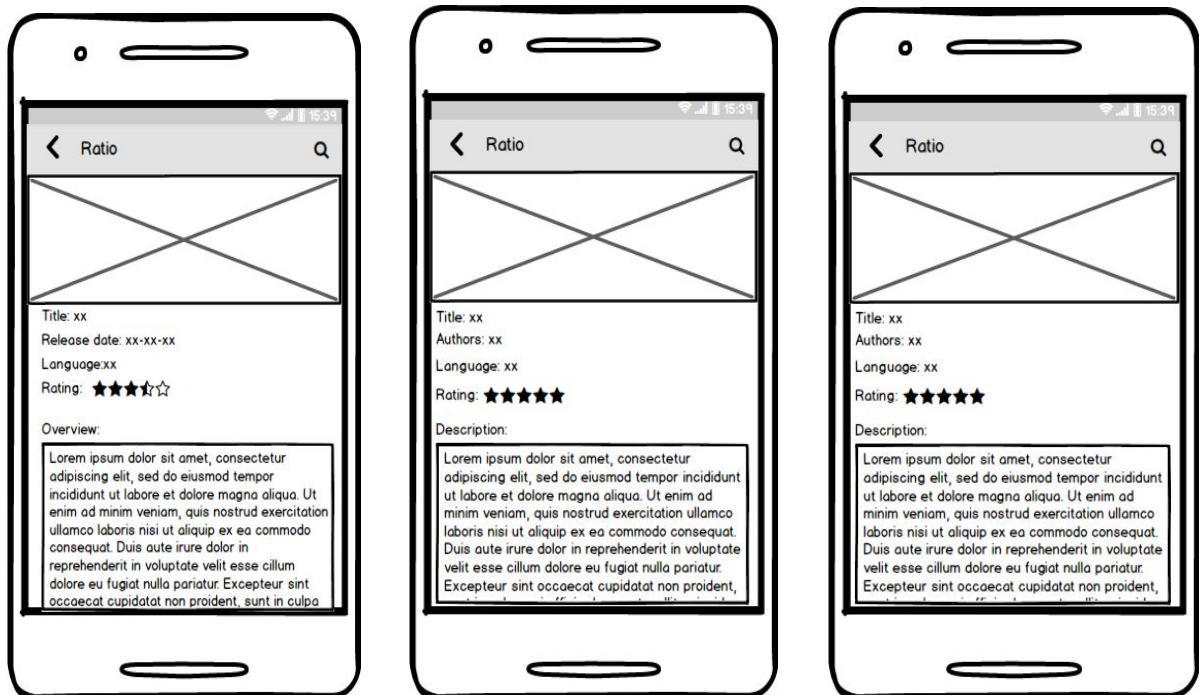 15:39
Ratio
Title: xx
Release date: xx-xx-xx
Language:xx
Rating:
Overview:
Lorem ipsum dolor sit amet, consectetur
adipiscing elit, sed do eiusmod tempor
incididunt ut labore et dolore magna aliqua. Ut
enim ad minim veniam, quis nostrud exercitation
ullamco laboris nisi ut aliquip ex ea commodo
consequat. Duis aute irure dolor in
reprehenderit in voluptate velit esse cillum
dolore eu fugiat nulla pariatur. Excepteur sint
occaecat cupidatat non proident, sunt in culpa
15:39
Ratio
Title: xx
Authors: xx
Language: xx
Rating:
Description:
Lorem ipsum dolor sit amet, consectetur
adipiscing elit, sed do eiusmod tempor incididunt
ut labore et dolore magna aliqua. Ut enim ad
minim veniam, quis nostrud exercitation ullamco
laboris nisi ut aliquip ex ea commodo consequat.
Duis aute irure dolor in reprehenderit in voluptate
velit esse cillum dolore eu fugiat nulla pariatur.
Excepteur sint occaecat cupidatat non proident,
15:39
Ratio
Title: xx
Authors: xx
Language: xx
Rating:
Description:
Lorem ipsum dolor sit amet, consectetur
adipiscing elit, sed do eiusmod tempor incididunt
ut labore et dolore magna aliqua. Ut enim ad
minim veniam, quis nostrud exercitation ullamco
laboris nisi ut aliquip ex ea commodo consequat.
Duis aute irure dolor in reprehenderit in voluptate
velit esse cillum dolore eu fugiat nulla pariatur.
Excepteur sint occaecat cupidatat non proident,